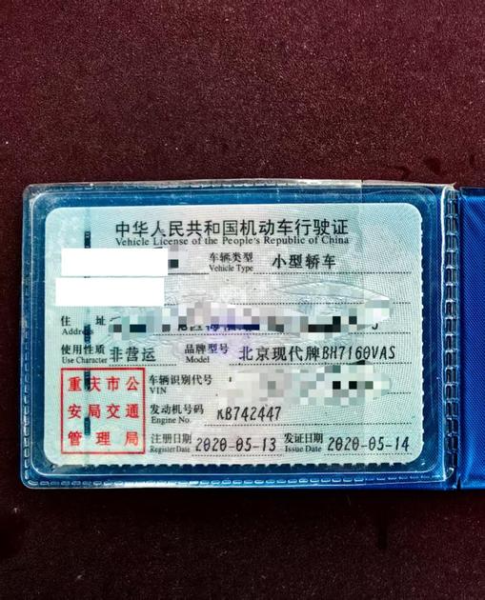 中华人民共和国机动车行驶证
Vehicle License of the People's Republic of China
车辆类型 小型轿车
Vehicle Type
住 址
Address
使用性质 非营运 品牌型号 北京现代牌BH7160VAS
Use Character Model
重庆市公
安局交通
管理局
车辆识别代号
VIN
发动机号码 KB742447
Engine No.
注册日期 2020-05-13 发证日期 2020-05-14
Register Date Issue Date